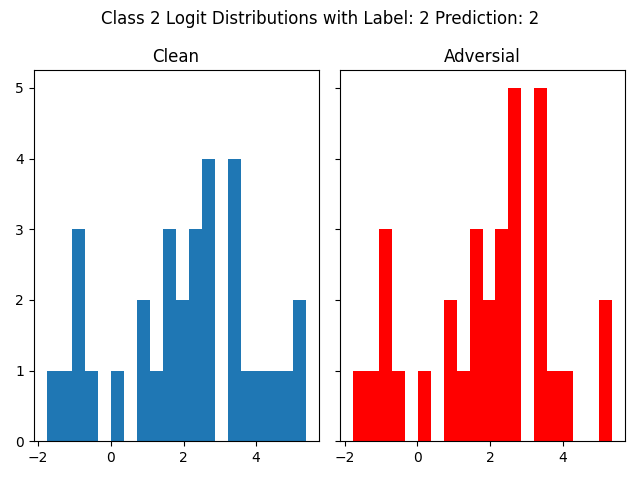 Class 2 Logit Distributions with Label: 2 Prediction: 2
Clean
Adversial
5
4
3
2
1
0
−2 0 2 4
−2 0 2 4